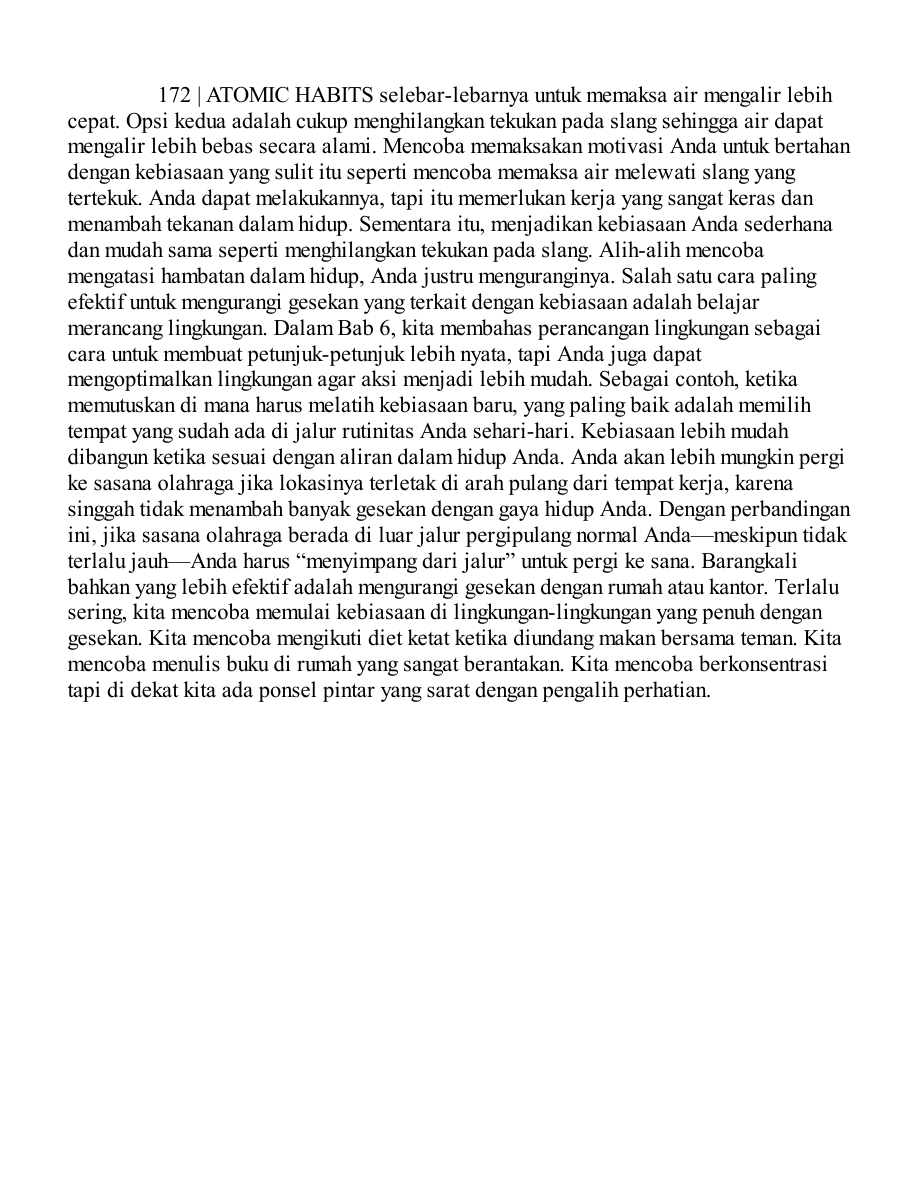 172 | ATOMIC HABITS selebar-lebarnya untuk memaksa air mengalir lebih
cepat. Opsi kedua adalah cukup menghilangkan tekukan pada slang sehingga air dapat
mengalir lebih bebas secara alami. Mencoba memaksakan motivasi Anda untuk bertahan
dengan kebiasaan yang sulit itu seperti mencoba memaksa air melewati slang yang
tertekuk. Anda dapat melakukannya, tapi itu memerlukan kerja yang sangat keras dan
menambah tekanan dalam hidup. Sementara itu, menjadikan kebiasaan Anda sederhana
dan mudah sama seperti menghilangkan tekukan pada slang. Alih-alih mencoba
mengatasi hambatan dalam hidup, Anda justru menguranginya. Salah satu cara paling
efektif untuk mengurangi gesekan yang terkait dengan kebiasaan adalah belajar
merancang lingkungan. Dalam Bab 6, kita membahas perancangan lingkungan sebagai
cara untuk membuat petunjuk-petunjuk lebih nyata, tapi Anda juga dapat
mengoptimalkan lingkungan agar aksi menjadi lebih mudah. Sebagai contoh, ketika
memutuskan di mana harus melatih kebiasaan baru, yang paling baik adalah memilih
tempat yang sudah ada di jalur rutinitas Anda sehari-hari. Kebiasaan lebih mudah
dibangun ketika sesuai dengan aliran dalam hidup Anda. Anda akan lebih mungkin pergi
ke sasana olahraga jika lokasinya terletak di arah pulang dari tempat kerja, karena
singgah tidak menambah banyak gesekan dengan gaya hidup Anda. Dengan perbandingan
ini, jika sasana olahraga berada di luar jalur pergipulang normal Anda—meskipun tidak
terlalu jauh—Anda harus “menyimpang dari jalur” untuk pergi ke sana. Barangkali
bahkan yang lebih efektif adalah mengurangi gesekan dengan rumah atau kantor. Terlalu
sering, kita mencoba memulai kebiasaan di lingkungan-lingkungan yang penuh dengan
gesekan. Kita mencoba mengikuti diet ketat ketika diundang makan bersama teman. Kita
mencoba menulis buku di rumah yang sangat berantakan. Kita mencoba berkonsentrasi
tapi di dekat kita ada ponsel pintar yang sarat dengan pengalih perhatian.